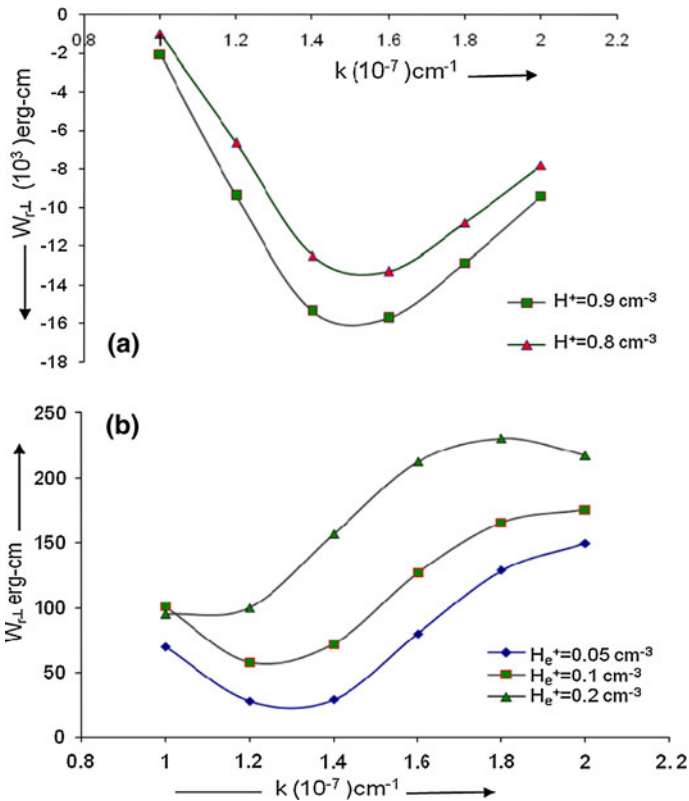 0
0.8 1 1.2 1.4 1.6 1.8 2
k (10⁻⁷)cm⁻¹
-2
-4
-6
-8
-10
-12
-14
-16
-18
W_r⊥ (10³)erg-cm
(a)
H⁺=0.9 cm⁻³
H⁺=0.8 cm⁻³
(b)
250
200
150
100
50
0
W_r⊥ erg-cm
Hₑ⁺=0.05 cm⁻³
Hₑ⁺=0.1 cm⁻³
Hₑ⁺=0.2 cm⁻³
0.8 1 1.2 1.4 1.6 1.8 2 2.2
k (10⁻⁷)cm⁻¹